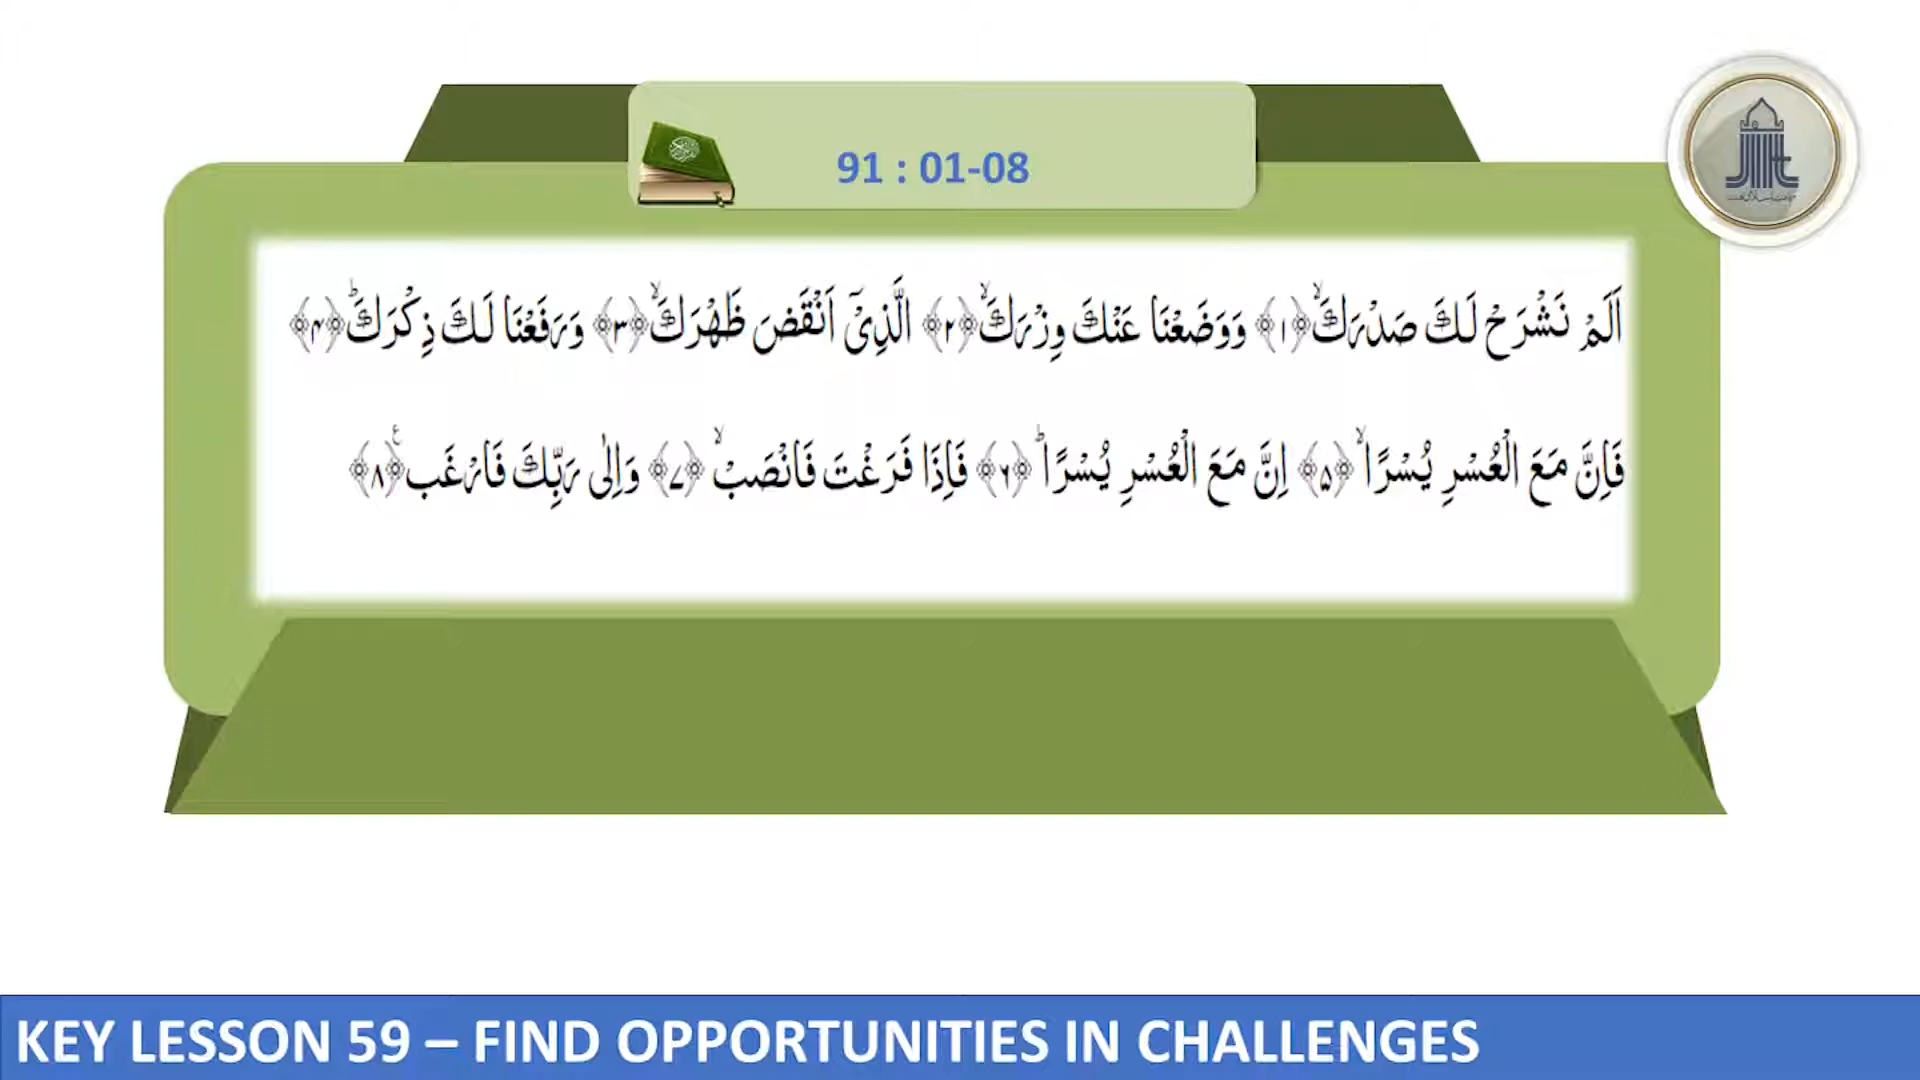 91 : 01-08
اَلَمْ نَشْرَحْ لَكَ صَدْرَكَۙ﴿۱﴾ وَوَضَعْنَا عَنْكَ وِزْرَكَۙ﴿۲﴾ الَّذِیْۤ اَنْقَضَ ظَهْرَكَۙ﴿۳﴾ وَرَفَعْنَا لَكَ ذِكْرَكَؕ﴿۴﴾
فَاِنَّ مَعَ الْعُسْرِ یُسْرًاۙ﴿۵﴾ اِنَّ مَعَ الْعُسْرِ یُسْرًاؕ﴿۶﴾ فَاِذَا فَرَغْتَ فَانْصَبْۙ﴿۷﴾ وَاِلٰی رَبِّكَ فَارْغَب۠﴿۸﴾
KEY LESSON 59 – FIND OPPORTUNITIES IN CHALLENGES